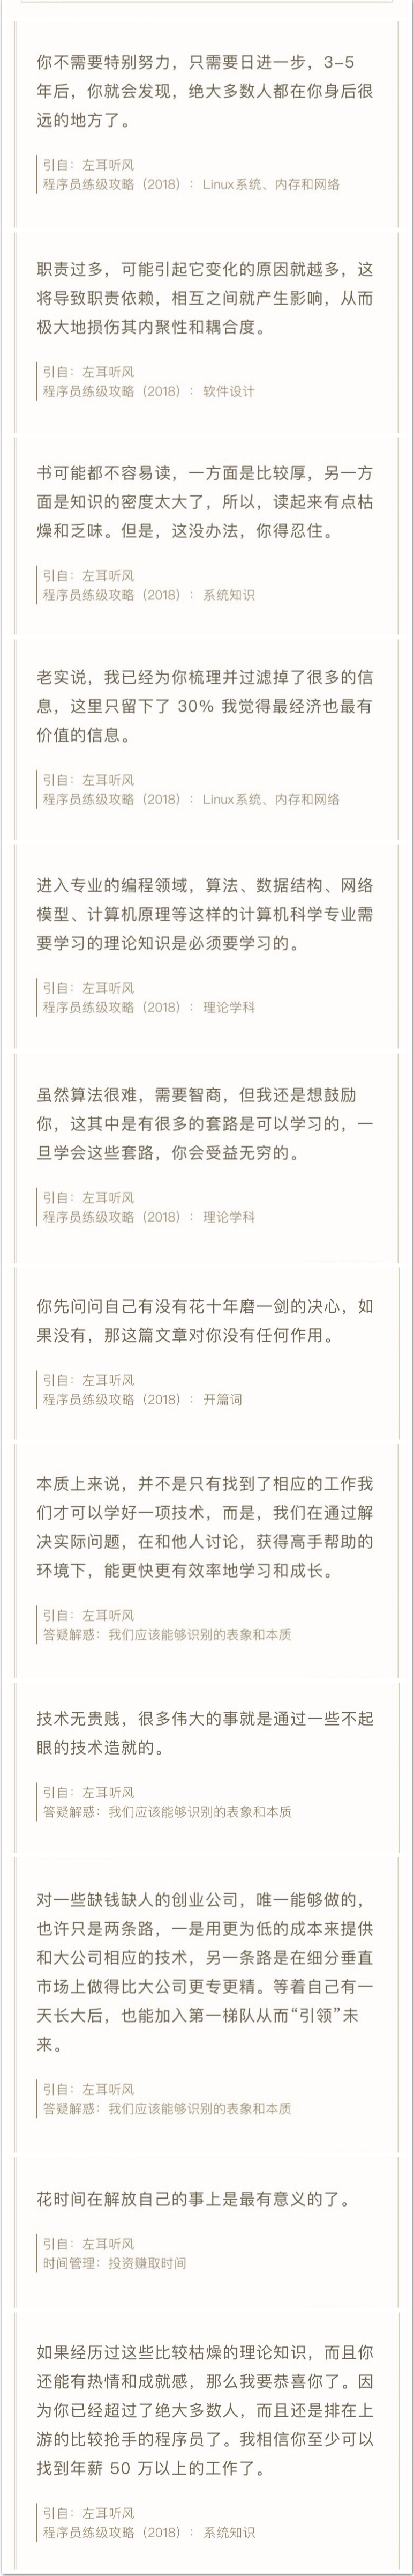 你不需要特别努力，只需要日进一步，3-5
年后，你就会发现，绝大多数人都在你身后很
远的地方了。
引自：左耳听风
程序员练级攻略（2018）：Linux系统、内存和网络
职责过多，可能引起它变化的原因就越多，这
将导致职责依赖，相互之间就产生影响，从而
极大地损伤其内聚性和耦合度。
引自：左耳听风
程序员练级攻略（2018）：软件设计
书可能都不容易读，一方面是比较厚，另一方
面是知识的密度太大了，所以，读起来有点枯
燥和乏味。但是，这没办法，你得忍住。
引自：左耳听风
程序员练级攻略（2018）：系统知识
老实说，我已经为你梳理并过滤掉了很多的信
息，这里只留下了 30% 我觉得最经济也最有
价值的信息。
引自：左耳听风
程序员练级攻略（2018）：Linux系统、内存和网络
进入专业的编程领域，算法、数据结构、网络
模型、计算机原理等这样的计算机科学专业需
要学习的理论知识是必须要学习的。
引自：左耳听风
程序员练级攻略（2018）：理论学科
虽然算法很难，需要智商，但我还是想鼓励
你，这其中是有很多的套路是可以学习的，一
旦学会这些套路，你会受益无穷的。
引自：左耳听风
程序员练级攻略（2018）：理论学科
你先问问自己有没有花十年磨一剑的决心，如
果没有，那这篇文章对你没有任何作用。
引自：左耳听风
程序员练级攻略（2018）：开篇词
本质上来说，并不是只有找到了相应的工作我
们才可以学好一项技术，而是，我们在通过解
决实际问题，在和他人讨论，获得高手帮助的
环境下，能更快更有效率地学习和成长。
引自：左耳听风
答疑解惑：我们应该能够识别的表象和本质
技术无贵贱，很多伟大的事就是通过一些不起
眼的技术造就的。
引自：左耳听风
答疑解惑：我们应该能够识别的表象和本质
对一些缺钱缺人的创业公司，唯一能够做的，
也许只是两条路，一是用更为低的成本来提供
和大公司相应的技术，另一条路是在细分垂直
市场上做得比大公司更专更精。等着自己有一
天长大后，也能加入第一梯队从而“引领”未
来。
引自：左耳听风
答疑解惑：我们应该能够识别的表象和本质
花时间在解放自己的事上是最有意义的了。
引自：左耳听风
时间管理：投资赚取时间
如果经历过这些比较枯燥的理论知识，而且你
还能有热情和成就感，那么我要恭喜你了。因
为你已经超过了绝大多数人，而且还是排在上
游的比较抢手的程序员了。我相信你至少可以
找到年薪 50 万以上的工作了。
引自：左耳听风
程序员练级攻略（2018）：系统知识